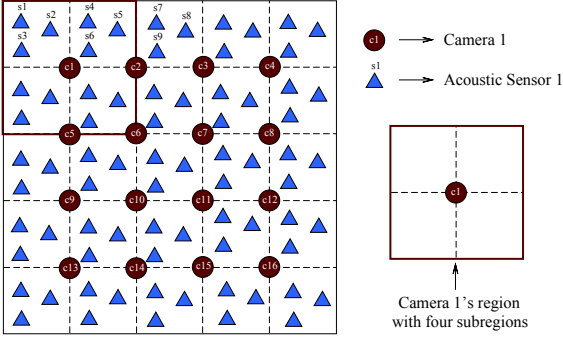 s1 s4 s7
s2 s5 s8
s3 s6 s9
c1 c2 c3 c4
c5 c6 c7 c8
c9 c10 c11 c12
c13 c14 c15 c16
c1 Camera 1
s1
Acoustic Sensor 1
c1
Camera 1's region
with four subregions